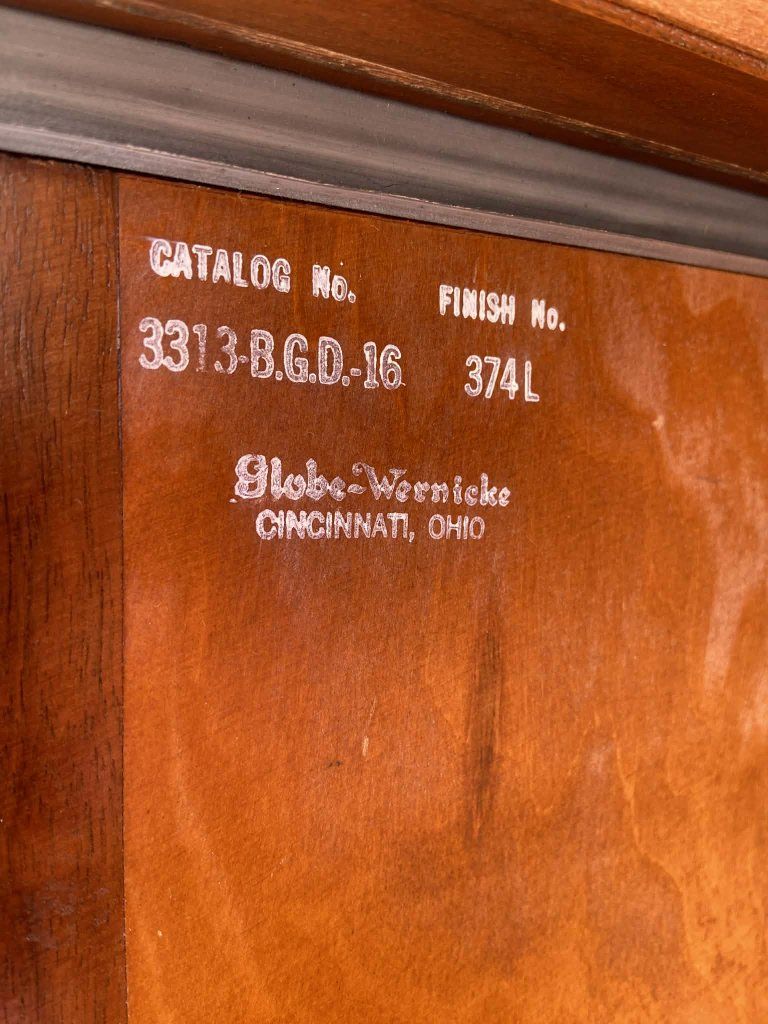 CATALOG No. FINISH No.
3313-B.G.D.-16 374L
Globe-Wernicke
CINCINNATI, OHIO